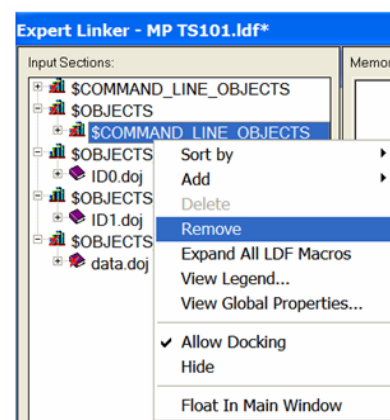 Expert Linker - MP TS101.ldf*
Input Sections:
Memor
$COMMAND_LINE_OBJECTS
$OBJECTS
$COMMAND_LINE_OBJECTS
$OBJECTS
ID0.doj
$OBJECTS
ID1.doj
$OBJECTS
data.doj
Sort by
Add
Delete
Remove
Expand All LDF Macros
View Legend...
View Global Properties...
Allow Docking
Hide
Float In Main Window